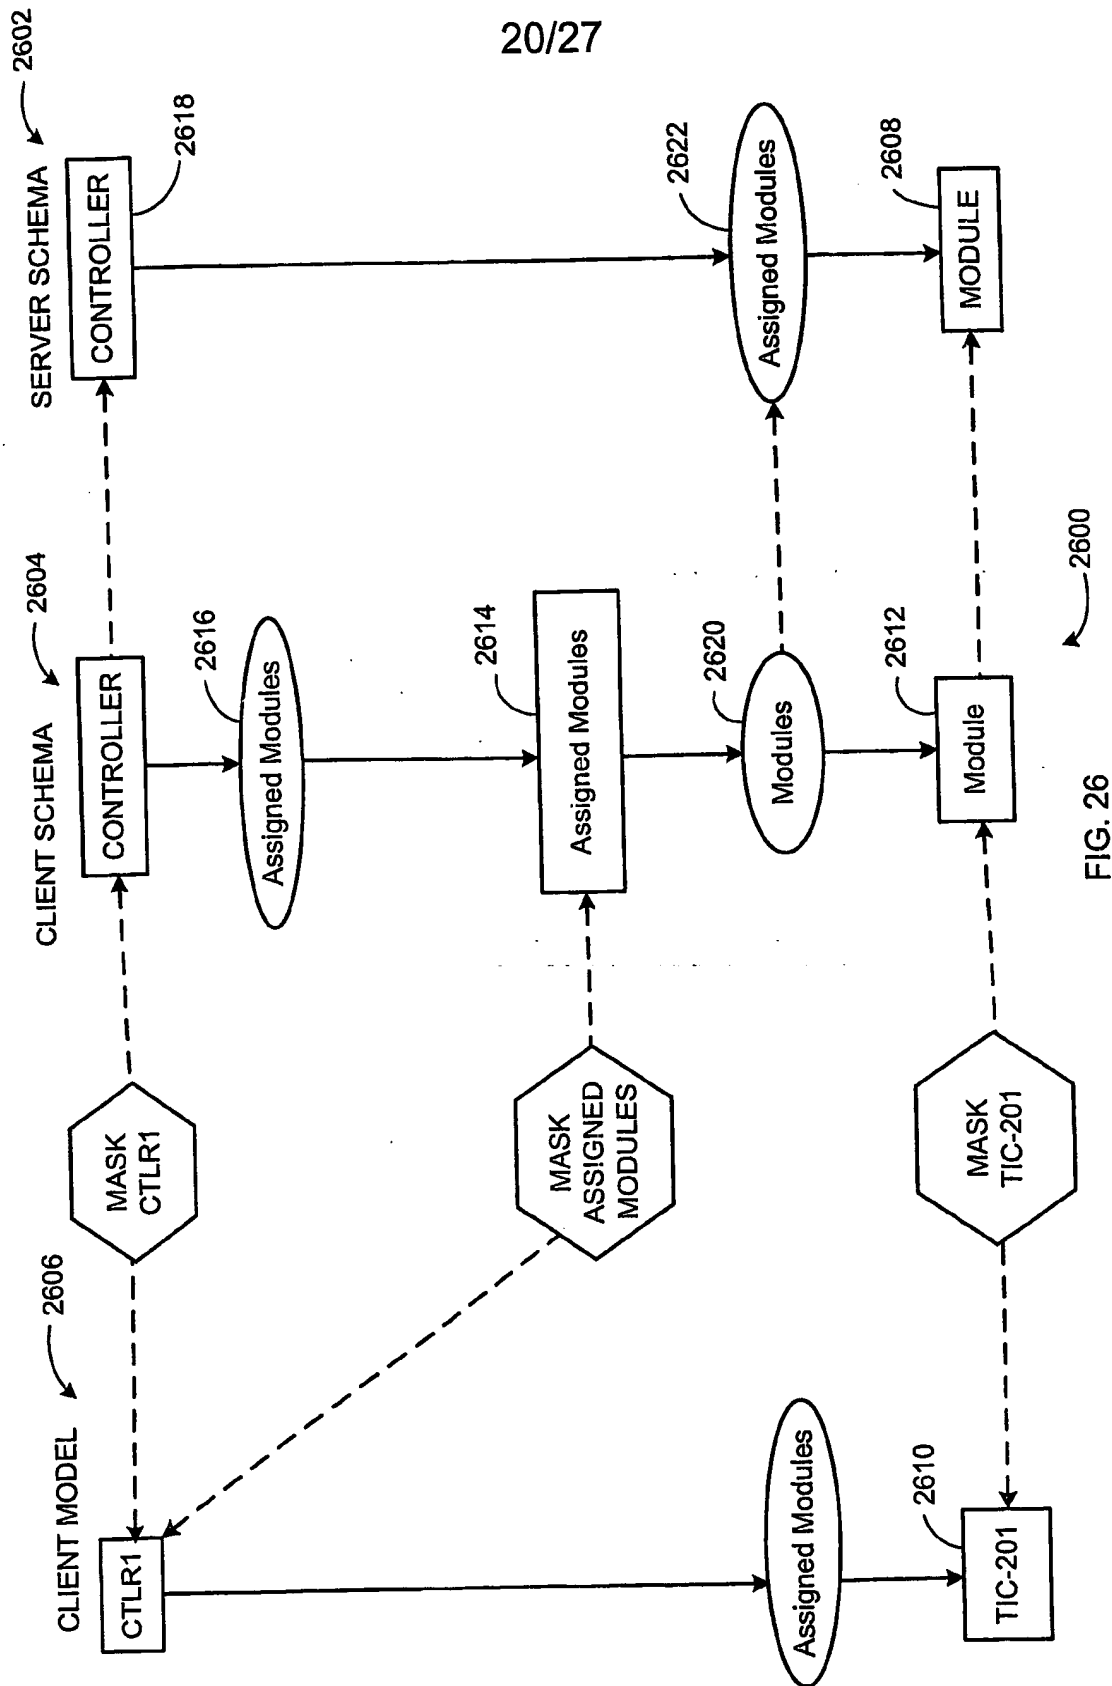 20/27
CLIENT MODEL
2606
CLIENT SCHEMA
2604
SERVER SCHEMA
2602
CTLR1
MASK
CTLR1
CONTROLLER
CONTROLLER
2618
Assigned Modules
2616
MASK
ASSIGNED
MODULES
Assigned Modules
2614
Assigned Modules
Modules
2620
Assigned Modules
2622
TIC-201
2610
MASK
TIC-201
Module
2612
MODULE
2608
2600
FIG. 26